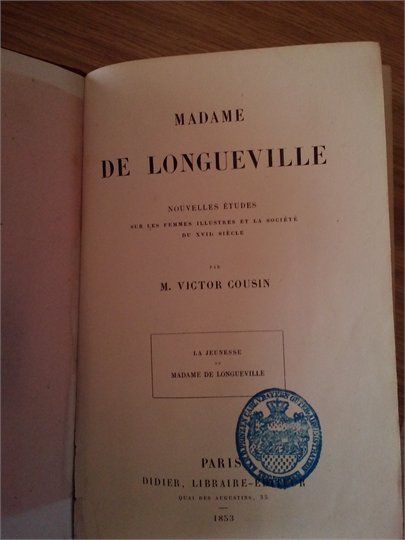 MADAME
DE LONGUEVILLE
NOUVELLES ÉTUDES
SUR LES FEMMES ILLUSTRES ET LA SOCIÉTÉ
DU XVIIe SIÈCLE
PAR
M. VICTOR COUSIN
LA JEUNESSE
DE
MADAME DE LONGUEVILLE
PARIS
DIDIER, LIBRAIRE-ÉDITEUR
QUAI DES AUGUSTINS, 35
1853